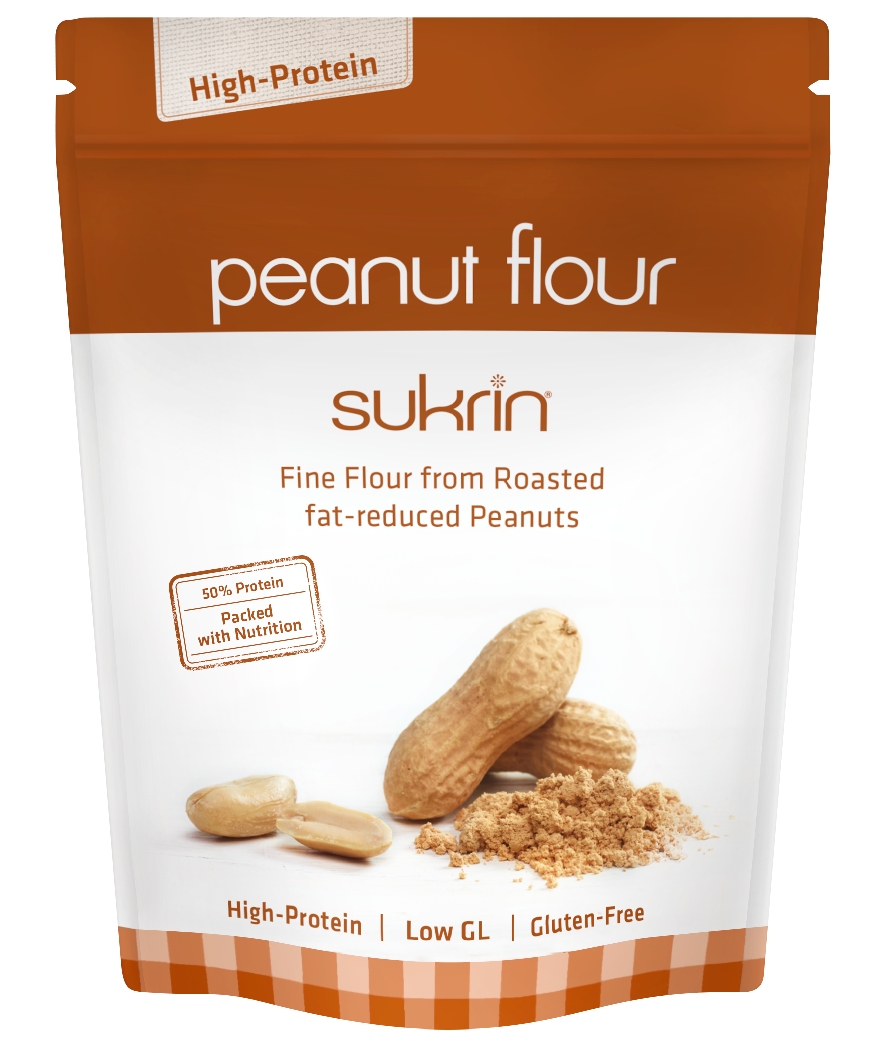 High-Protein
peanut flour
sukrin®
Fine Flour from Roasted
fat-reduced Peanuts
50% Protein
Packed
with Nutrition
High-Protein | Low GL | Gluten-Free